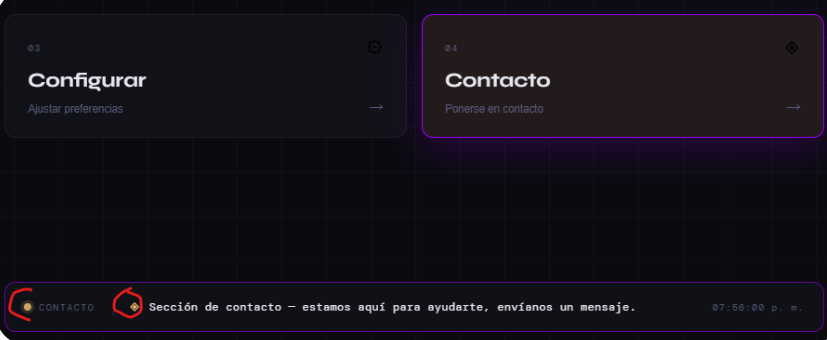 03
Configurar
Ajustar preferencias
→
04
Contacto
Ponerse en contacto
→
CONTACTO
Sección de contacto — estamos aquí para ayudarte, envíanos un mensaje.
07:56:00 p. m.